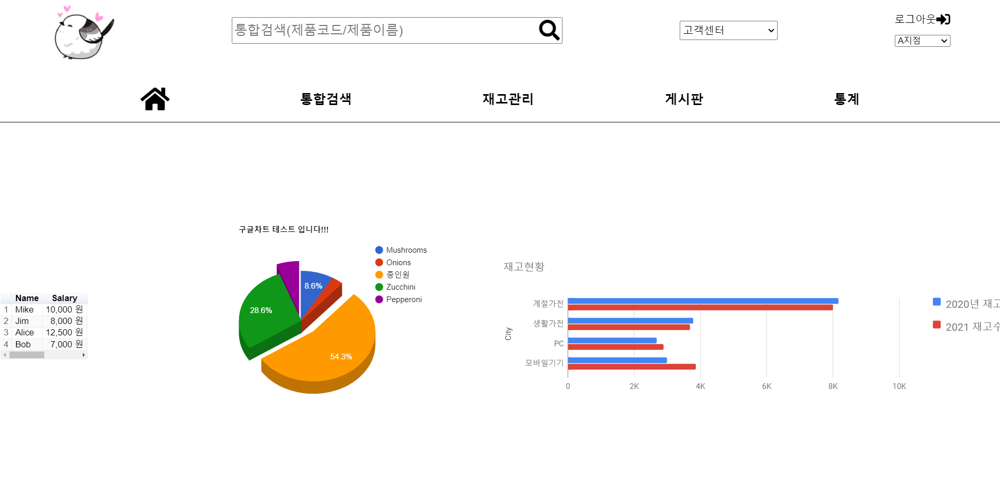 통합검색(제품코드/제품이름)
고객센터
로그아웃
A지점
통합검색
재고관리
게시판
통계
Name Salary
1 Mike 10,000 원
2 Jim 8,000 원
3 Alice 12,500 원
4 Bob 7,000 원
구글차트 테스트 입니다!!!
Mushrooms
Onions
총인원
Zucchini
Pepperoni
8.6%
28.6%
54.3%
재고현황
City
계절가전
생활가전
PC
모바일기기
0 2K 4K 6K 8K 10K
2020년 재고
2021 재고수